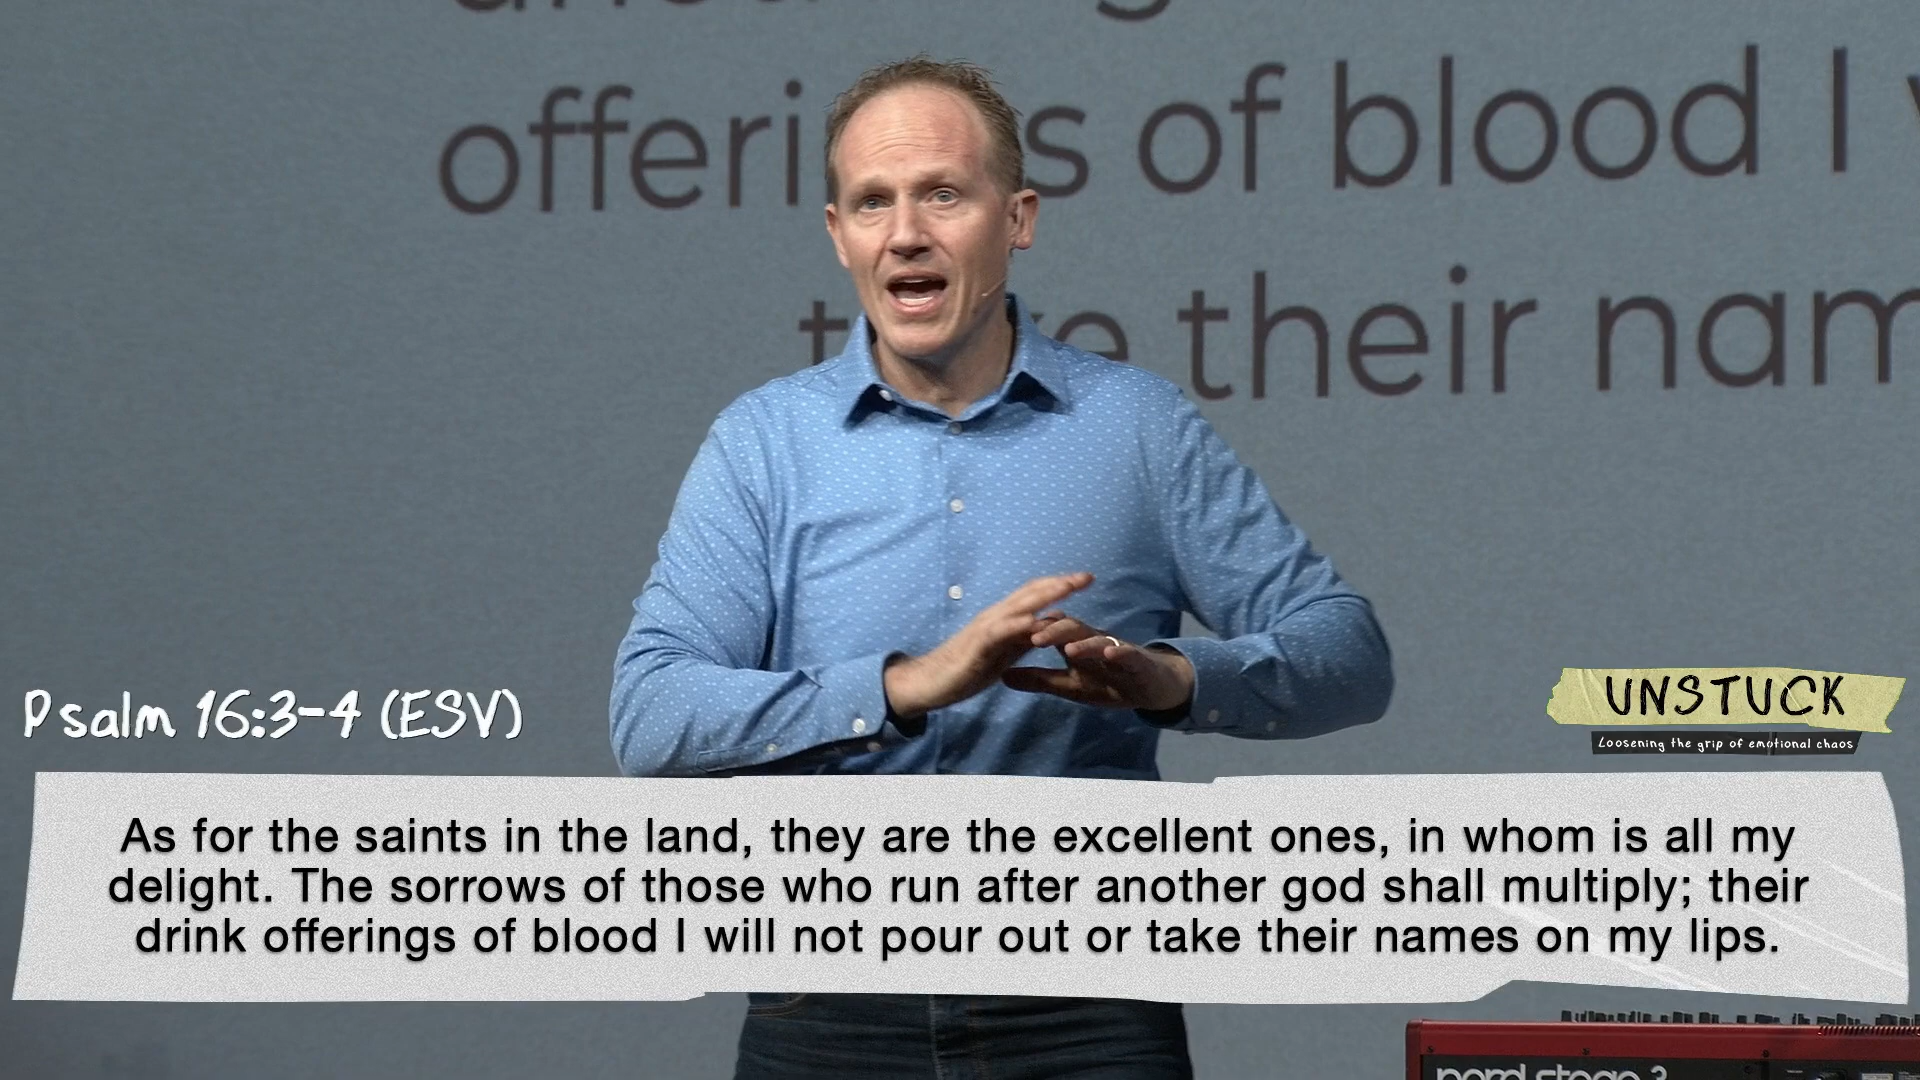 offeri s of blood I
their
Psalm 16:3-4 (ESV)
UNSTUCK
Loosening the grip of emotional chaos
As for the saints in the land, they are the excellent ones, in whom is all my
delight. The sorrows of those who run after another god shall multiply; their
drink offerings of blood I will not pour out or take their names on my lips.
nord stage 3